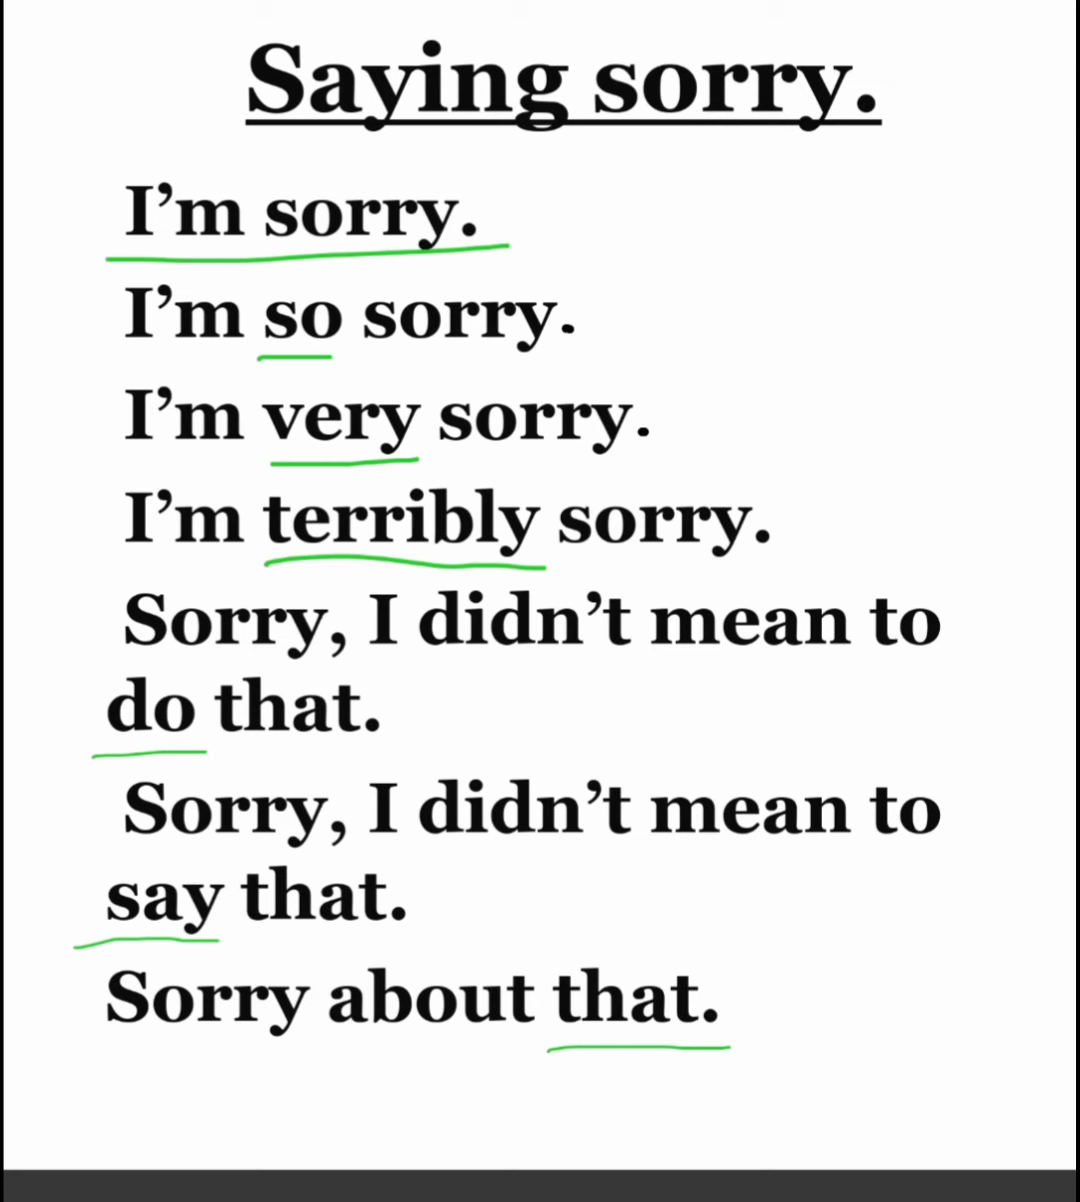 Saying sorry.
I’m sorry.
I’m so sorry.
I’m very sorry.
I’m terribly sorry.
Sorry, I didn’t mean to
do that.
Sorry, I didn’t mean to
say that.
Sorry about that.